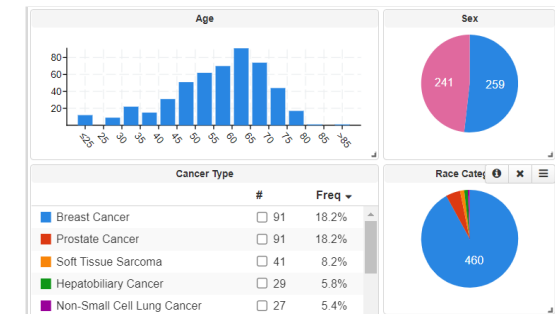 Age
80
60
40
20
≤25
25
30
35
40
45
50
55
60
65
70
75
80
85
>85
Sex
241
259
Cancer Type
# Freq
Breast Cancer 91 18.2%
Prostate Cancer 91 18.2%
Soft Tissue Sarcoma 41 8.2%
Hepatobiliary Cancer 29 5.8%
Non-Small Cell Lung Cancer 27 5.4%
Race Categ
460